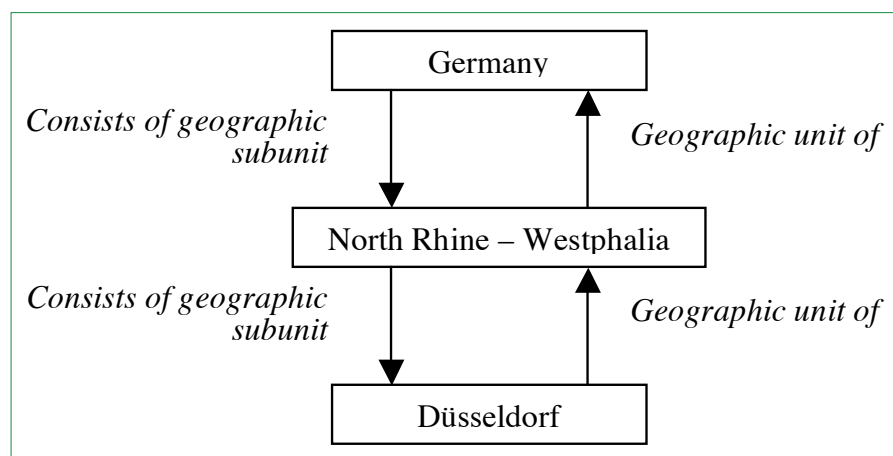 Germany
Consists of geographic
subunit
Geographic unit of
North Rhine – Westphalia
Consists of geographic
subunit
Geographic unit of
Düsseldorf